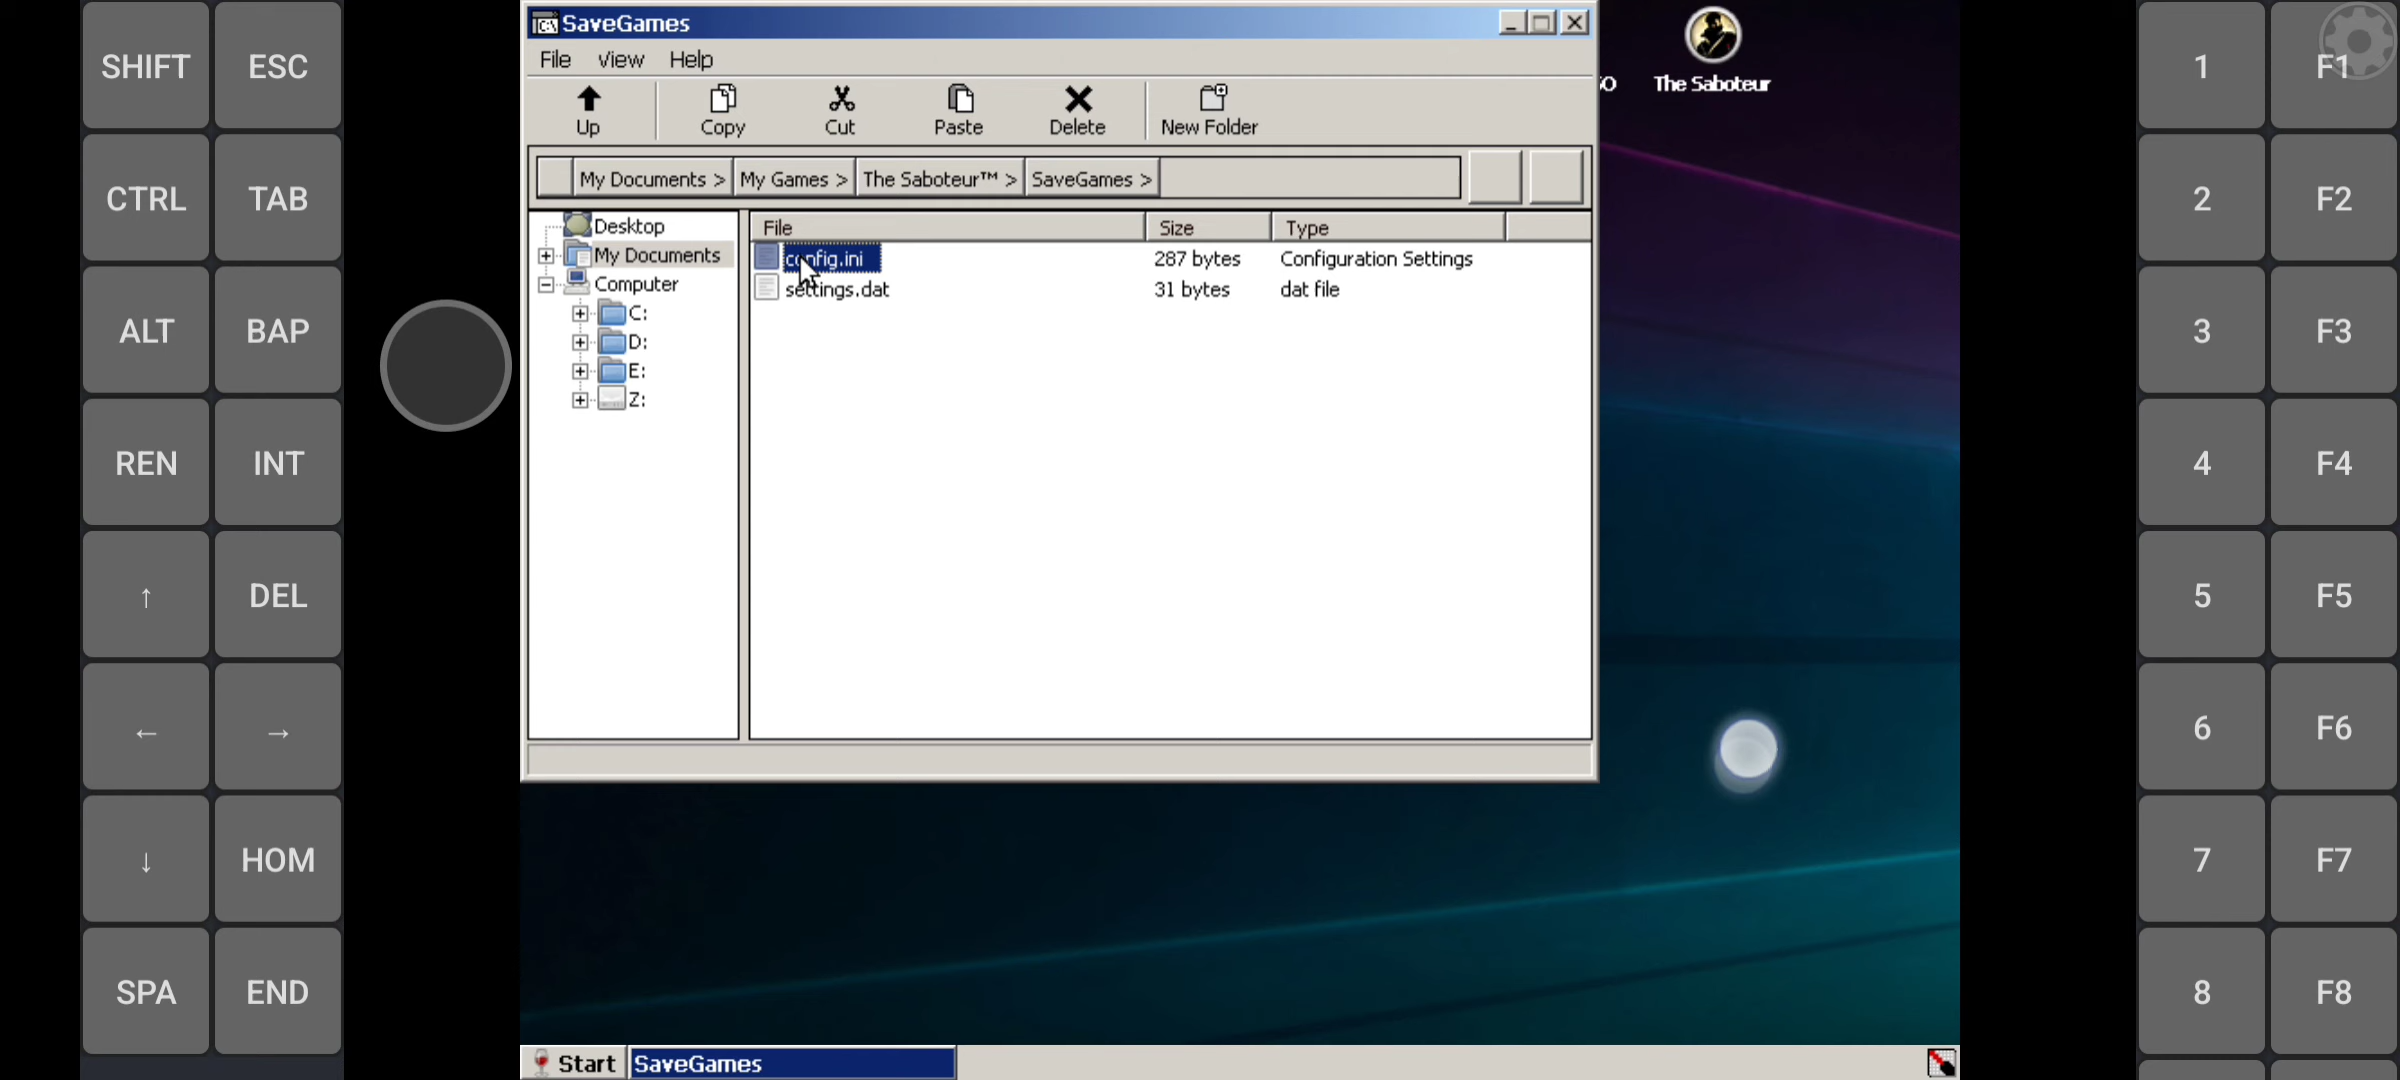 SHIFT ESC
CTRL TAB
ALT BAP
REN INT
↑ DEL
← →
↓ HOM
SPA END
SaveGames
File View Help
Up Copy Cut Paste Delete New Folder
My Documents > My Games > The Saboteur™ > SaveGames >
Desktop
My Documents
Computer
C:
D:
E:
Z:
File Size Type
config.ini 287 bytes Configuration Settings
settings.dat 31 bytes dat file
The Saboteur
Start SaveGames
1 F1
2 F2
3 F3
4 F4
5 F5
6 F6
7 F7
8 F8